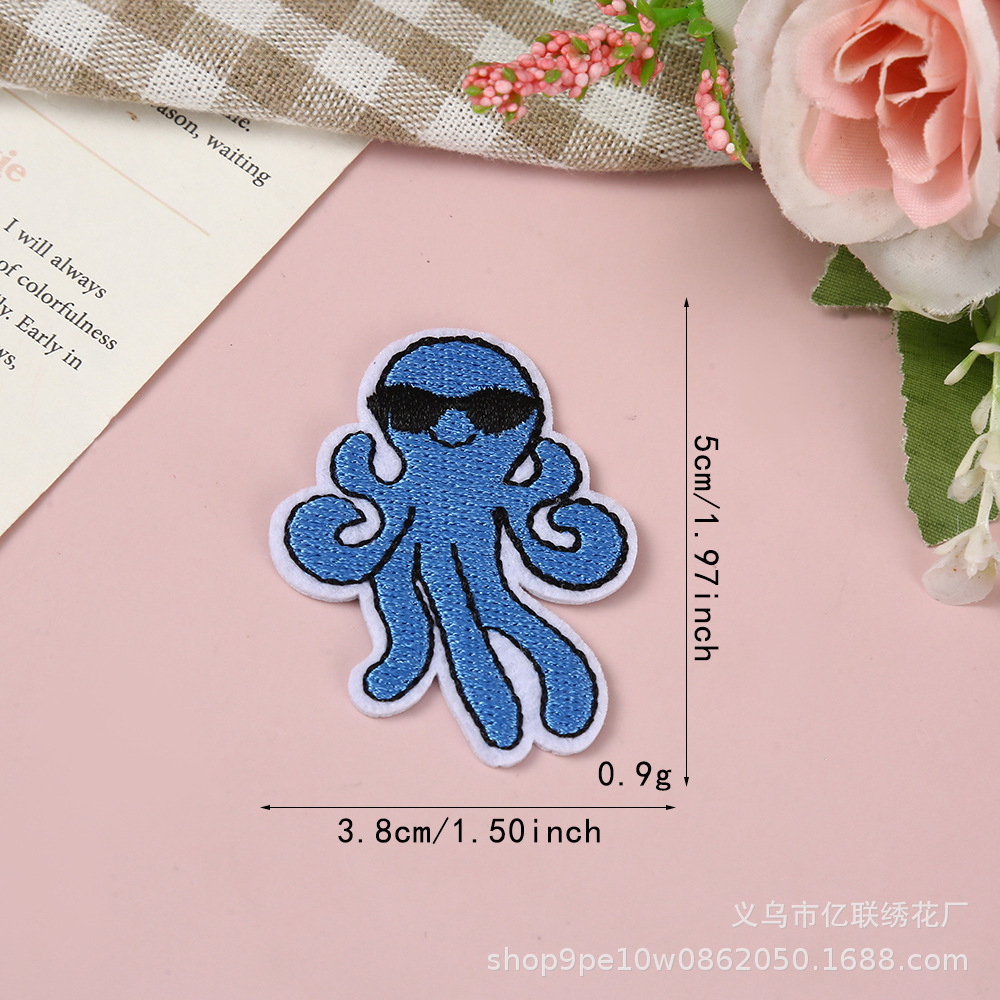 ason, waiting
I will always
of colorfulness
ly. Early in
ws,
5cm/1.97inch
0.9g
3.8cm/1.50inch
义乌市亿联绣花厂
shop9pe10w0862050.1688.com